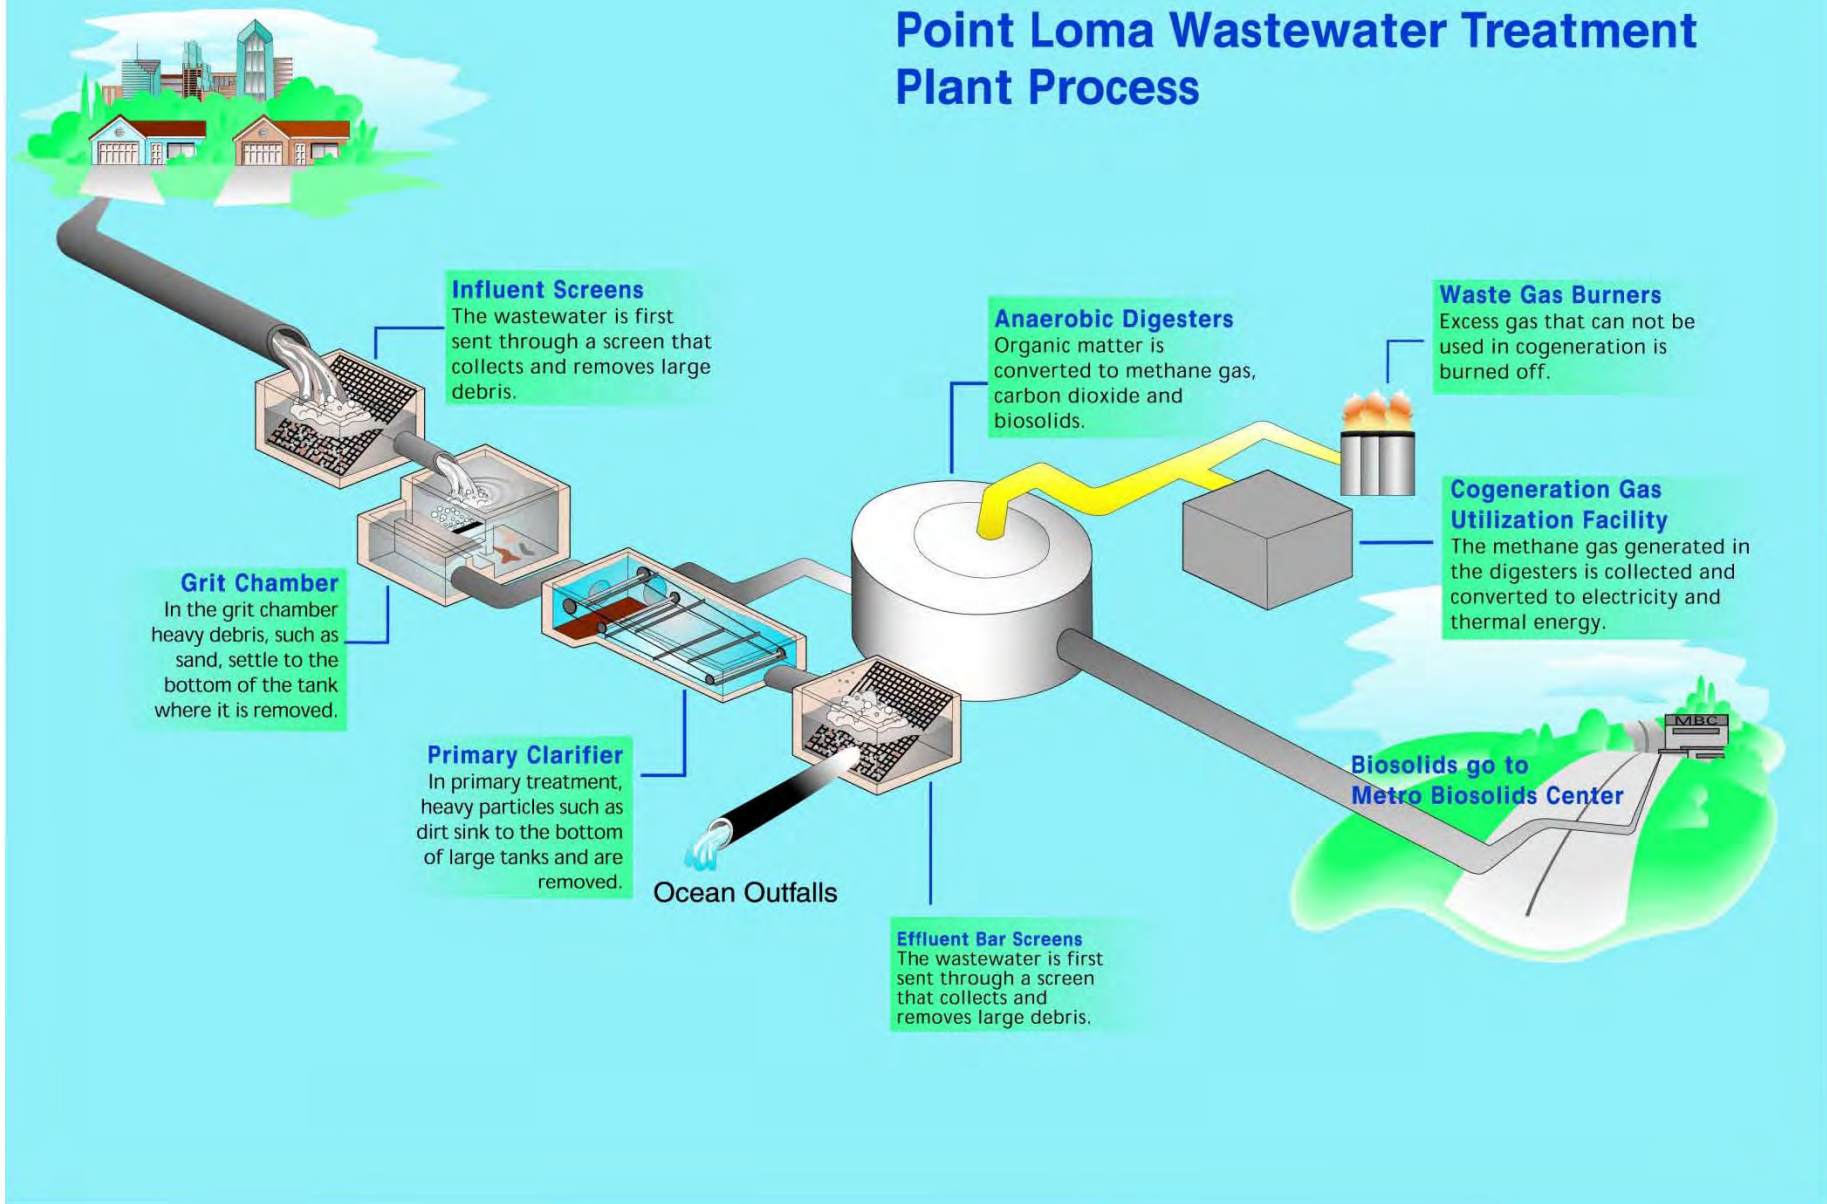 Point Loma Wastewater Treatment
Plant Process
Influent Screens
The wastewater is first
sent through a screen that
collects and removes large
debris.
Anaerobic Digesters
Organic matter is
converted to methane gas,
carbon dioxide and
biosolids.
Waste Gas Burners
Excess gas that can not be
used in cogeneration is
burned off.
Cogeneration Gas
Utilization Facility
The methane gas generated in
the digesters is collected and
converted to electricity and
thermal energy.
Grit Chamber
In the grit chamber
heavy debris, such as
sand, settle to the
bottom of the tank
where it is removed.
Primary Clarifier
In primary treatment,
heavy particles such as
dirt sink to the bottom
of large tanks and are
removed.
MBC
Biosolids go to
Metro Biosolids Center
Ocean Outfalls
Effluent Bar Screens
The wastewater is first
sent through a screen
that collects and
removes large debris.